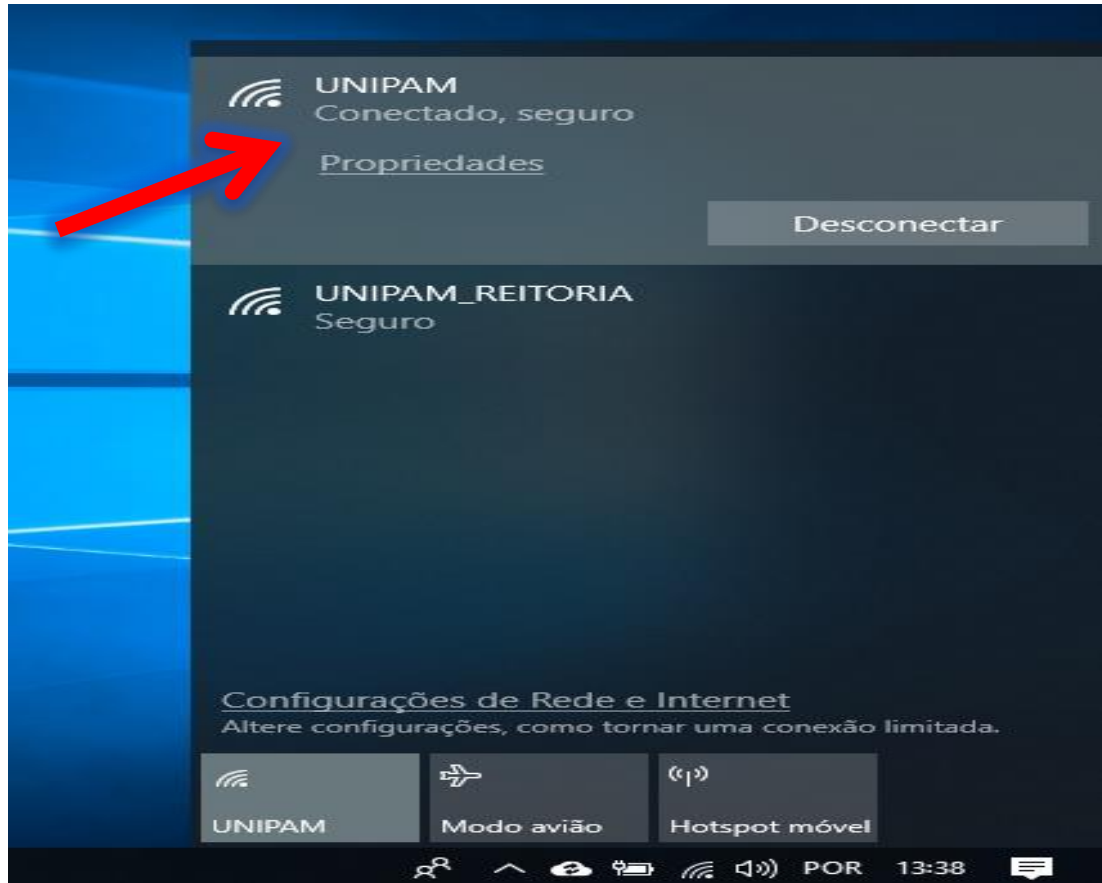 UNIPAM
Conectado, seguro
Propriedades
Desconectar
UNIPAM_REITORIA
Seguro
Configurações de Rede e Internet
Altere configurações, como tornar uma conexão limitada.
UNIPAM
Modo avião
Hotspot móvel
POR
13:38